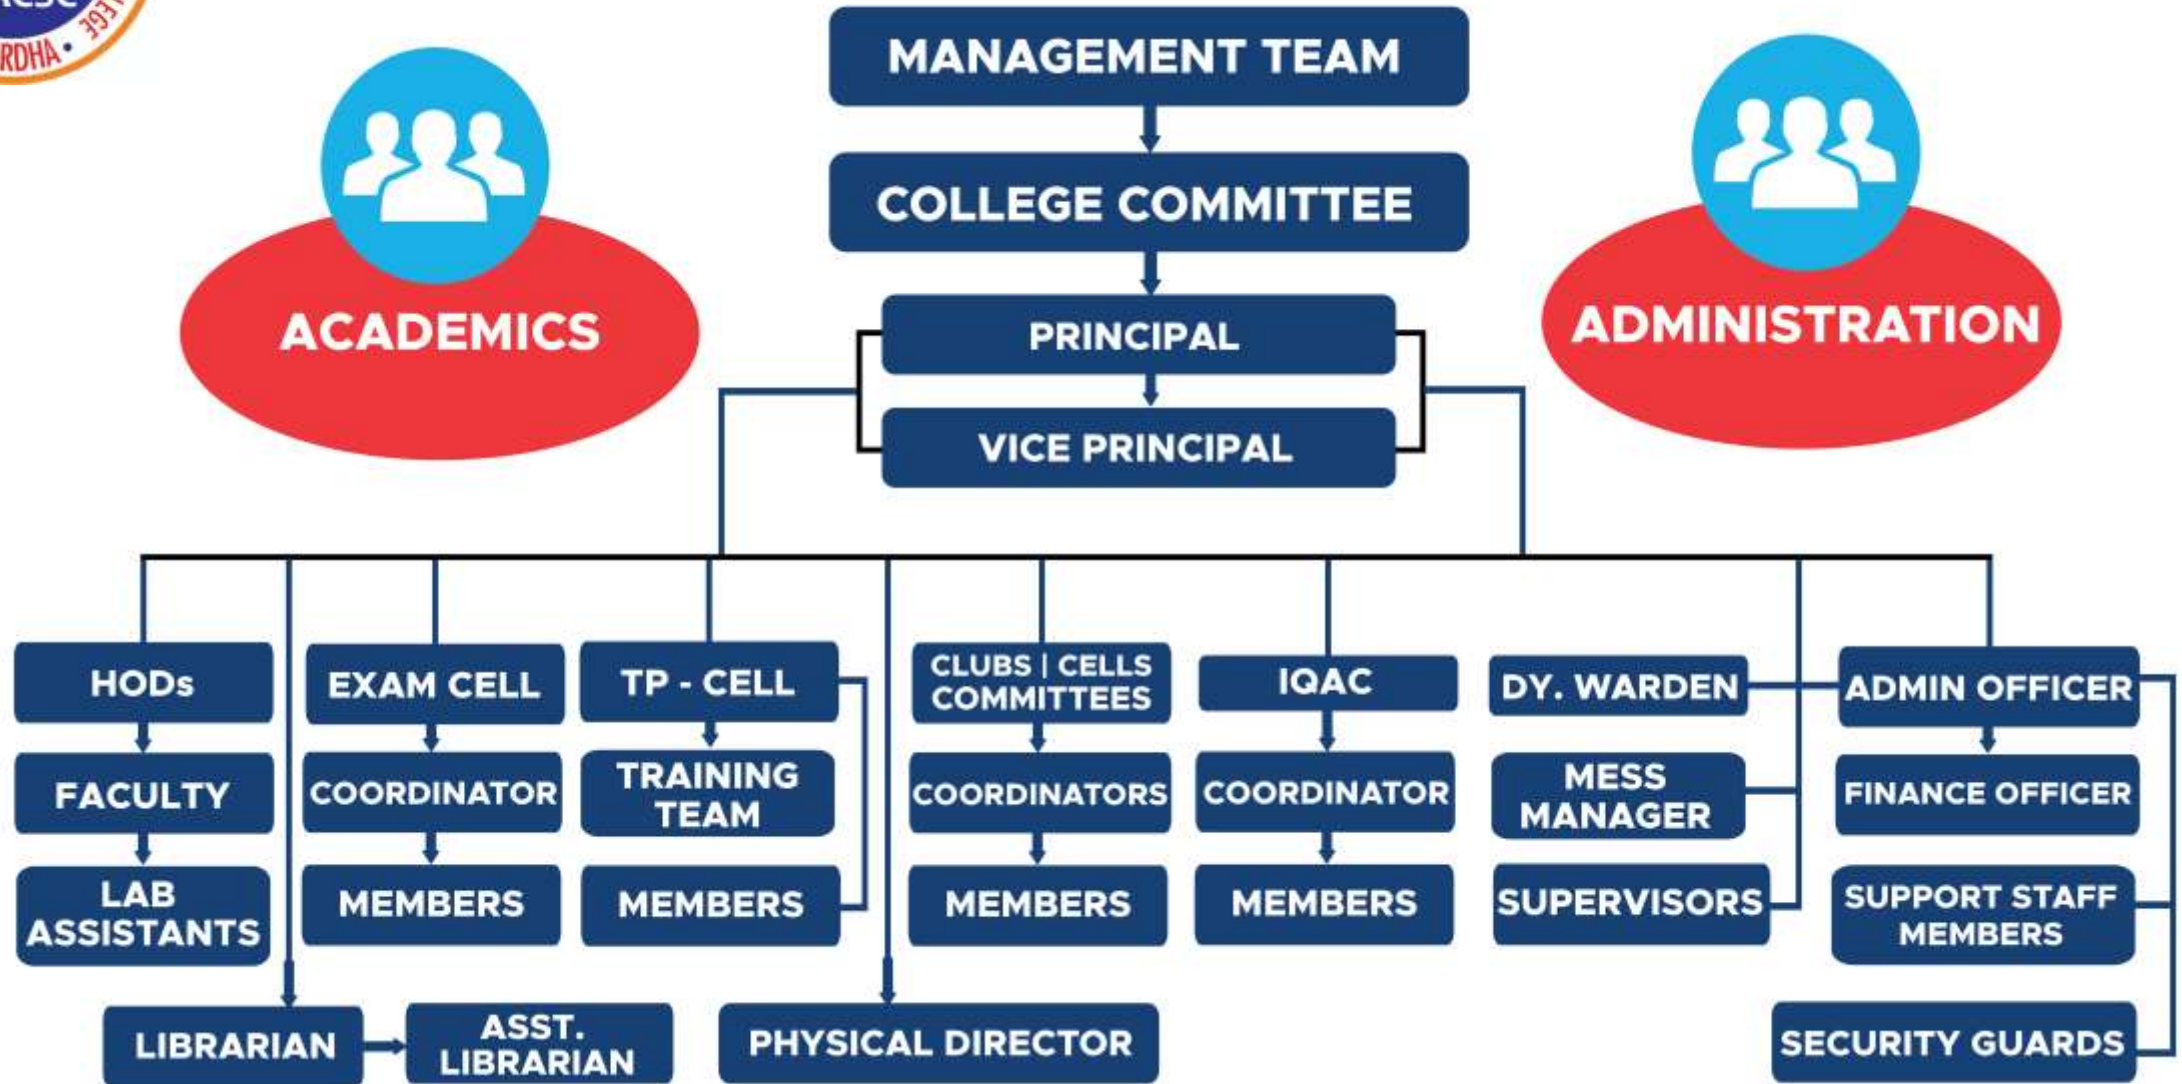 RDHA •
EGE
MANAGEMENT TEAM
COLLEGE COMMITTEE
ACADEMICS
ADMINISTRATION
PRINCIPAL
VICE PRINCIPAL
HODs
EXAM CELL
TP - CELL
CLUBS | CELLS
COMMITTEES
IQAC
DY. WARDEN
ADMIN OFFICER
FACULTY
COORDINATOR
TRAINING
TEAM
COORDINATORS
COORDINATOR
MESS
MANAGER
FINANCE OFFICER
LAB
ASSISTANTS
MEMBERS
MEMBERS
MEMBERS
MEMBERS
SUPERVISORS
SUPPORT STAFF
MEMBERS
LIBRARIAN
ASST.
LIBRARIAN
PHYSICAL DIRECTOR
SECURITY GUARDS